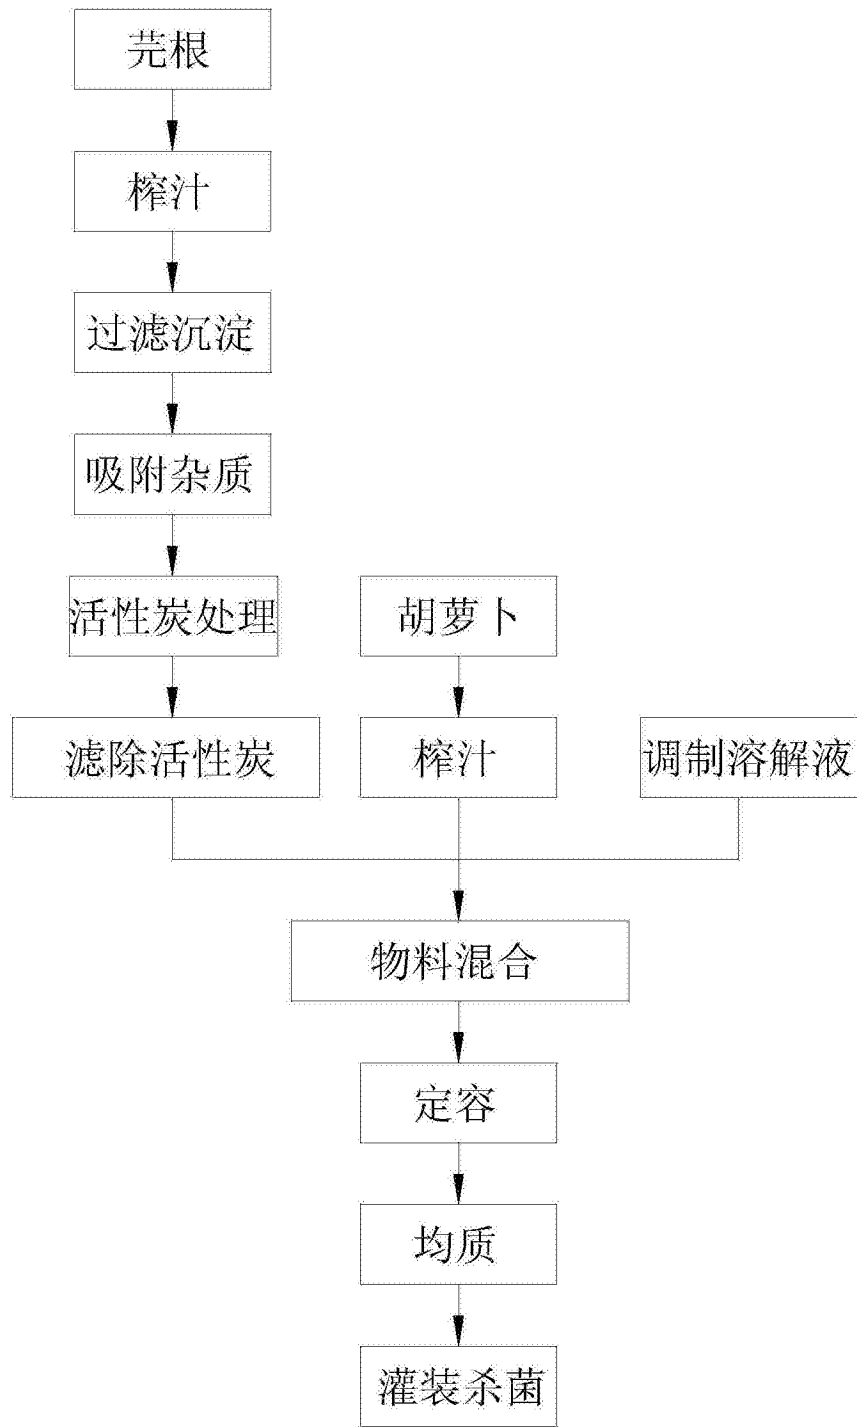 芫根
榨汁
过滤沉淀
吸附杂质
活性炭处理
胡萝卜
滤除活性炭
榨汁
调制溶解液
物料混合
定容
均质
灌装杀菌